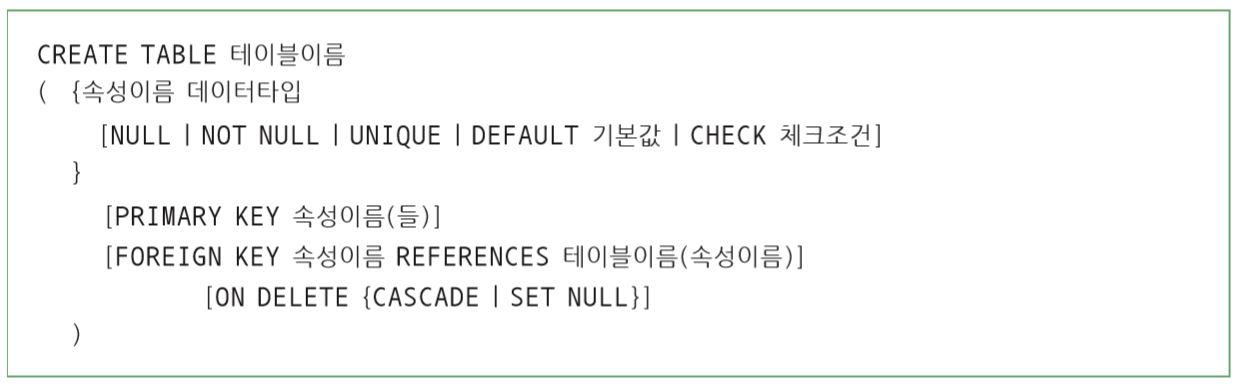 CREATE TABLE 테이블이름
( {속성이름 데이터타입
[NULL | NOT NULL | UNIQUE | DEFAULT 기본값 | CHECK 체크조건]
}
[PRIMARY KEY 속성이름(들)]
[FOREIGN KEY 속성이름 REFERENCES 테이블이름(속성이름)]
[ON DELETE {CASCADE | SET NULL}]
)